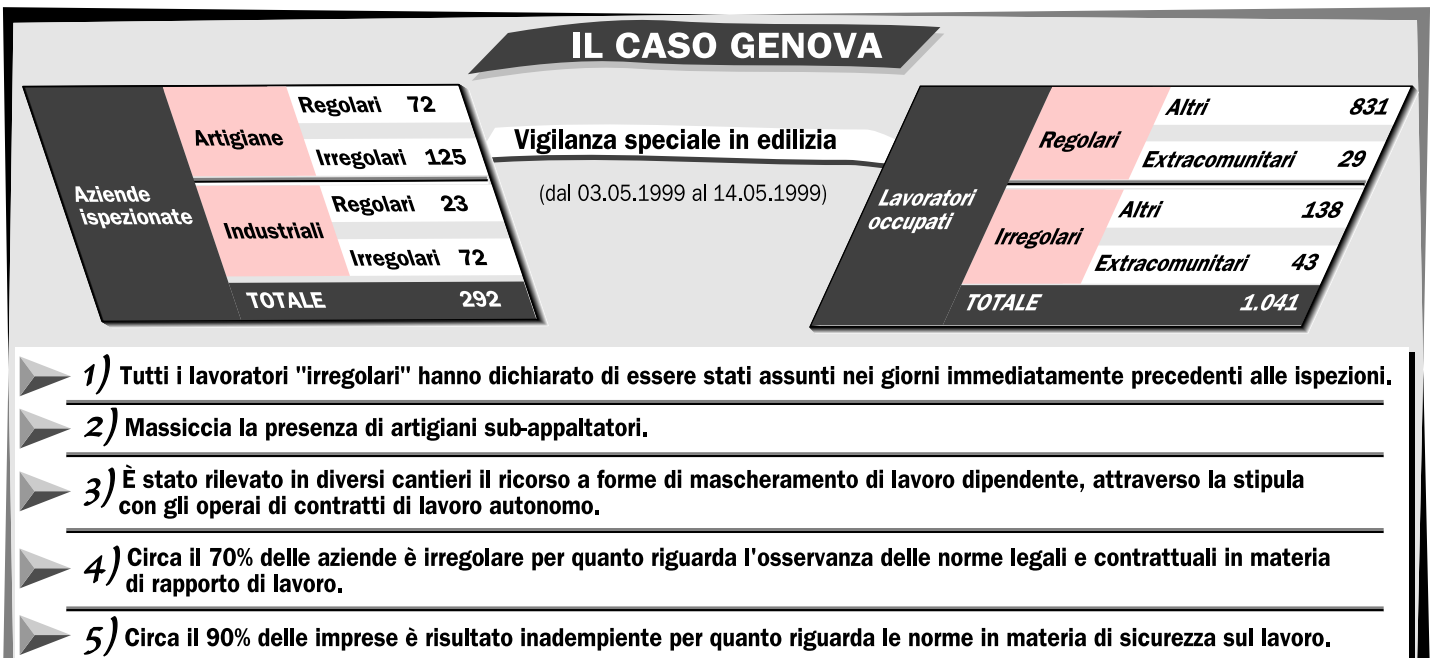 IL CASO GENOVA
Aziende
ispezionate
Artigiane
Regolari 72
Irregolari 125
Industriali
Regolari 23
Irregolari 72
TOTALE 292
Vigilanza speciale in edilizia
(dal 03.05.1999 al 14.05.1999)
Lavoratori
occupati
Regolari
Altri 831
Extracomunitari 29
Irregolari
Altri 138
Extracomunitari 43
TOTALE 1.041
1) Tutti i lavoratori "irregolari" hanno dichiarato di essere stati assunti nei giorni immediatamente precedenti alle ispezioni.
2) Massiccia la presenza di artigiani sub-appaltatori.
3) È stato rilevato in diversi cantieri il ricorso a forme di mascheramento di lavoro dipendente, attraverso la stipula
con gli operai di contratti di lavoro autonomo.
4) Circa il 70% delle aziende è irregolare per quanto riguarda l'osservanza delle norme legali e contrattuali in materia
di rapporto di lavoro.
5) Circa il 90% delle imprese è risultato inadempiente per quanto riguarda le norme in materia di sicurezza sul lavoro.